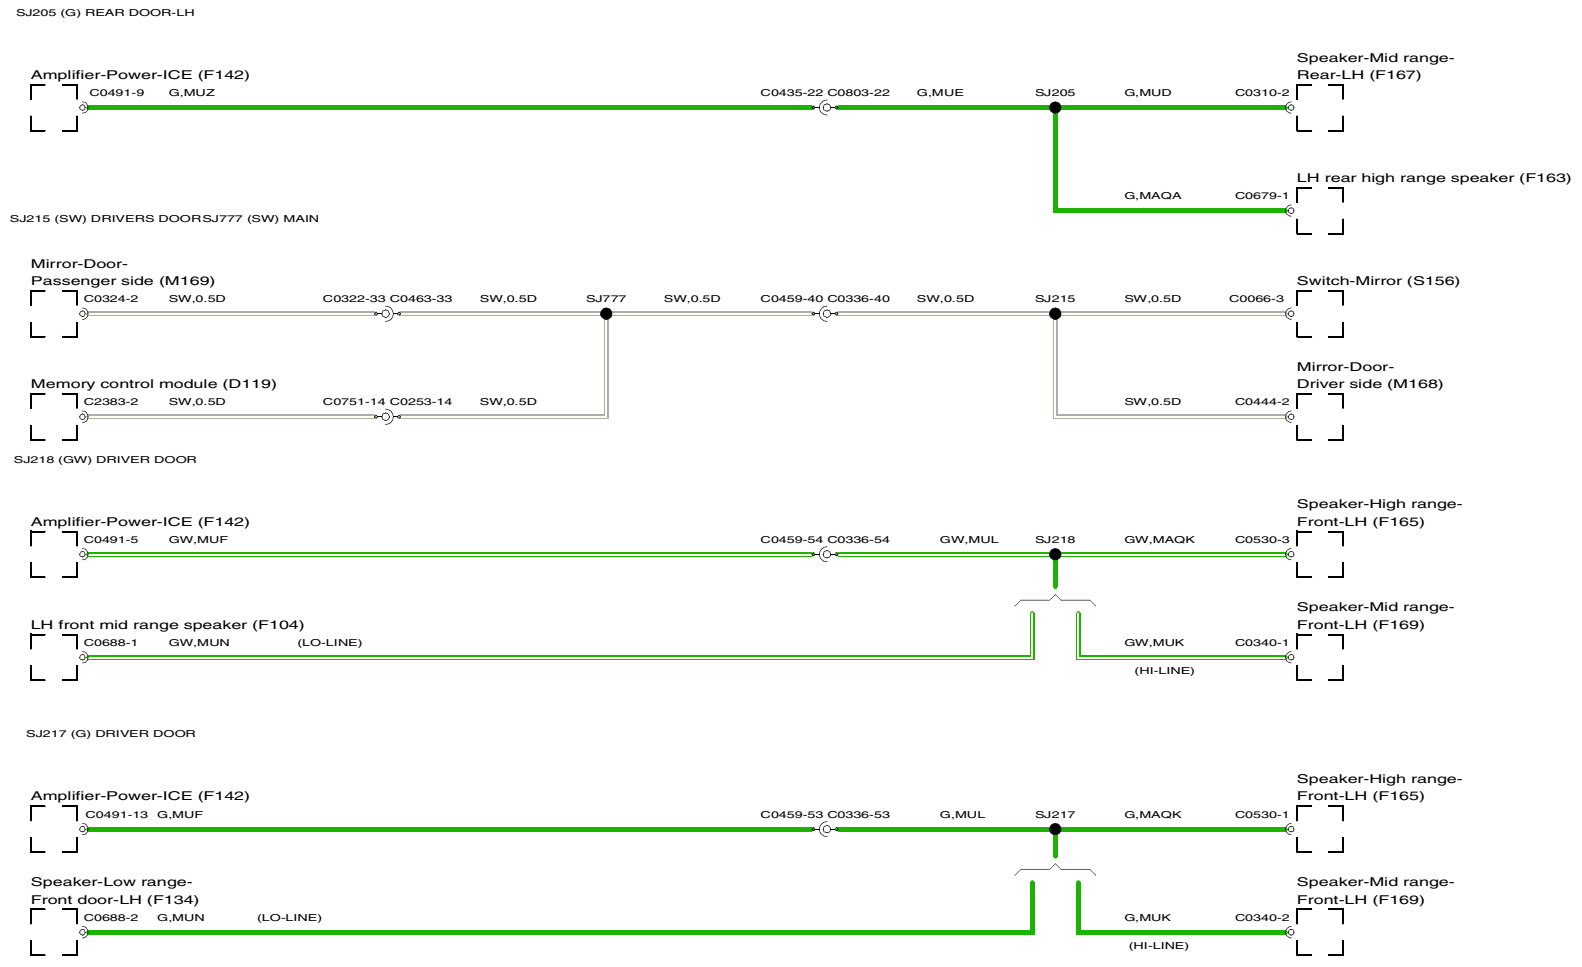 SJ205 (G) REAR DOOR-LH
Speaker-Mid range-
Amplifier-Power-ICE (F142)
Rear-LH (F167)
C0491-9 G,MUZ C0435-22 C0803-22 G,MUE SJ205 G,MUD C0310-2
LH rear high range speaker (F163)
G,MAQA C0679-1
SJ215 (SW) DRIVERS DOORSJ777 (SW) MAIN
Mirror-Door-
Passenger side (M169) Switch-Mirror (S156)
C0324-2 SW,0.5D C0322-33 C0463-33 SW,0.5D SJ777 SW,0.5D C0459-40 C0336-40 SW,0.5D SJ215 SW,0.5D C0066-3
Mirror-Door-
Memory control module (D119) Driver side (M168)
C2383-2 SW,0.5D C0751-14 C0253-14 SW,0.5D SW,0.5D C0444-2
SJ218 (GW) DRIVER DOOR
Speaker-High range-
Amplifier-Power-ICE (F142) Front-LH (F165)
C0491-5 GW,MUF C0459-54 C0336-54 GW,MUL SJ218 GW,MAQK C0530-3
Speaker-Mid range-
LH front mid range speaker (F104) Front-LH (F169)
C0688-1 GW,MUN (LO-LINE) GW,MUK C0340-1
(HI-LINE)
SJ217 (G) DRIVER DOOR
Speaker-High range-
Amplifier-Power-ICE (F142) Front-LH (F165)
C0491-13 G,MUF C0459-53 C0336-53 G,MUL SJ217 G,MAQK C0530-1
Speaker-Low range- Speaker-Mid range-
Front door-LH (F134) Front-LH (F169)
C0688-2 G,MUN (LO-LINE) G,MUK C0340-2
(HI-LINE)